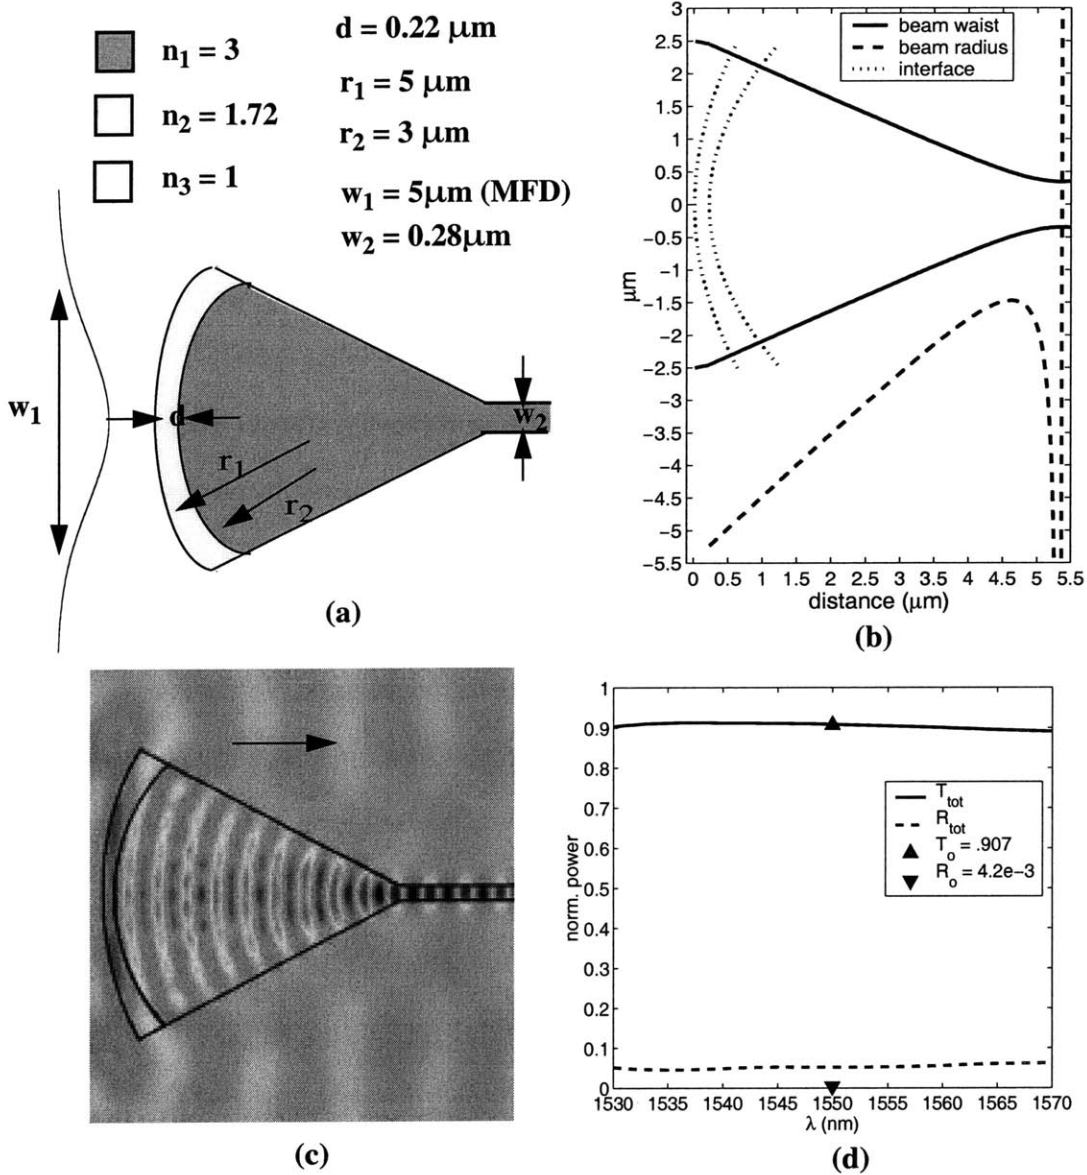 n1 = 3
n2 = 1.72
n3 = 1
d = 0.22 μm
r1 = 5 μm
r2 = 3 μm
w1 = 5μm (MFD)
w2 = 0.28μm
w1
d
r1
r2
w2
(a)
3
2.5
2
1.5
1
0.5
0
−0.5
−1
−1.5
−2
−2.5
−3
−3.5
−4
−4.5
−5
−5.5
μm
beam waist
beam radius
interface
0 0.5 1 1.5 2 2.5 3 3.5 4 4.5 5 5.5
distance (μm)
(b)
(c)
1
0.9
0.8
0.7
0.6
0.5
0.4
0.3
0.2
0.1
0
norm. power
Ttot
Rtot
To = .907
Ro = 4.2e−3
1530 1535 1540 1545 1550 1555 1560 1565 1570
λ (nm)
(d)